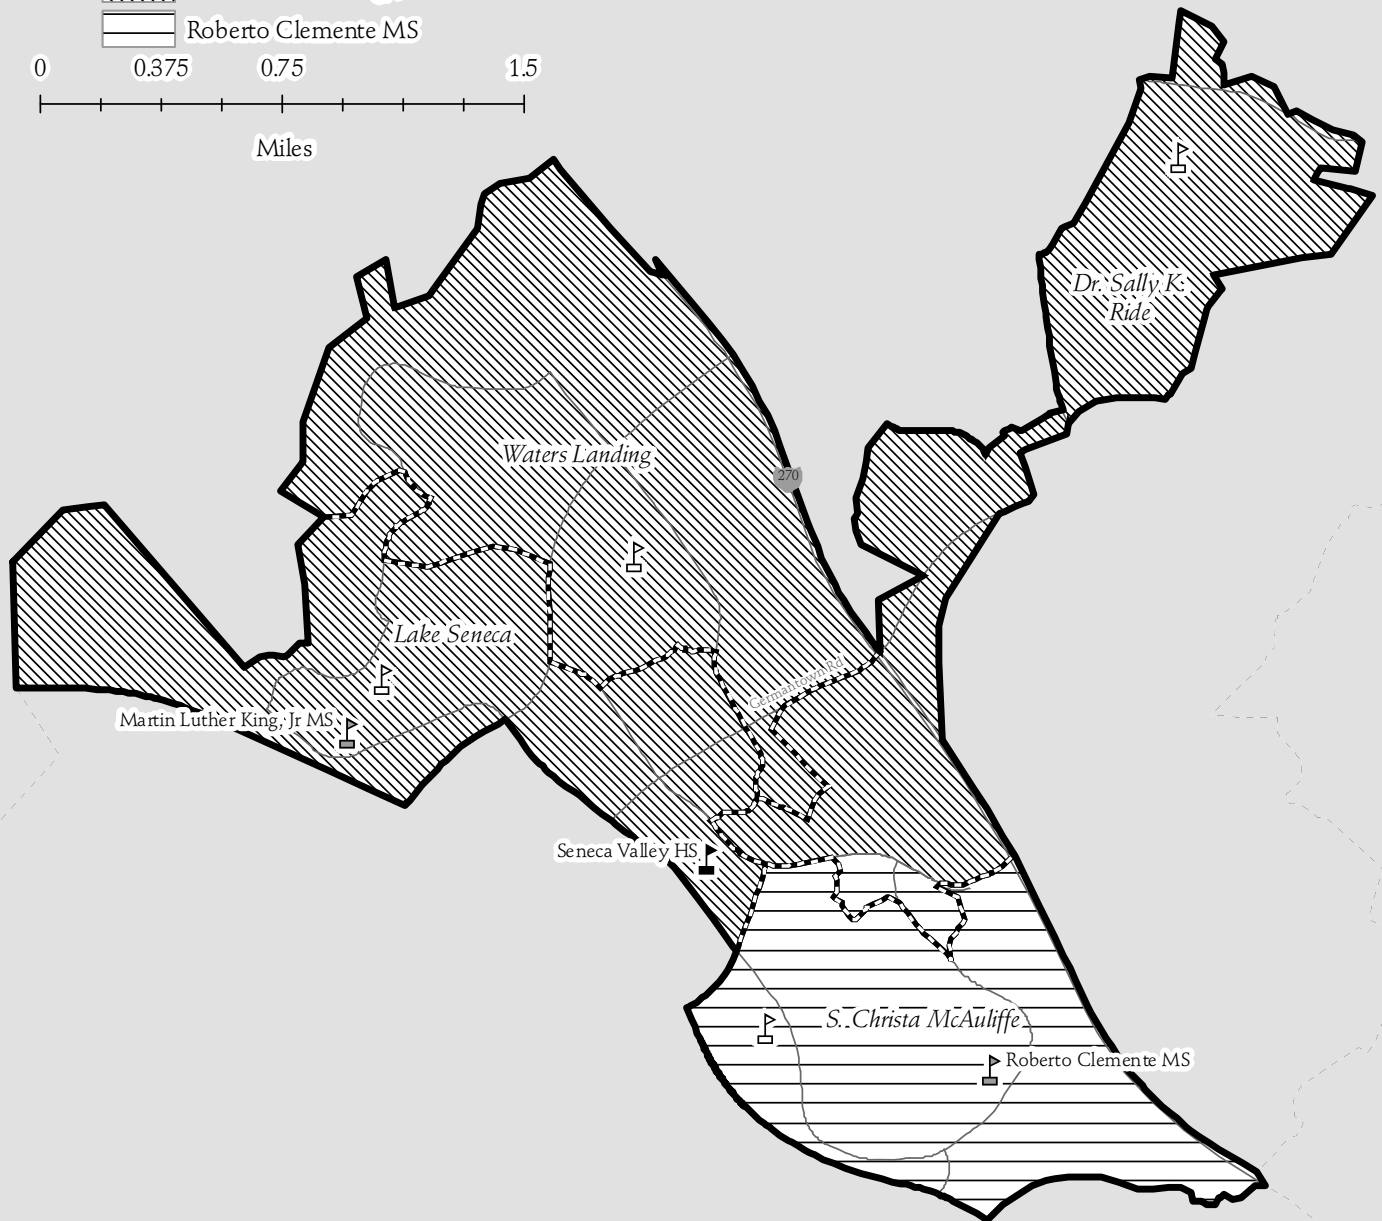 Roberto Clemente MS
0 0.375 0.75 1.5
Miles
Dr. Sally K.
Ride
Waters Landing
270
Lake Seneca
Germantown Rd
Martin Luther King, Jr MS
Seneca Valley HS
S. Christa McAuliffe
Roberto Clemente MS